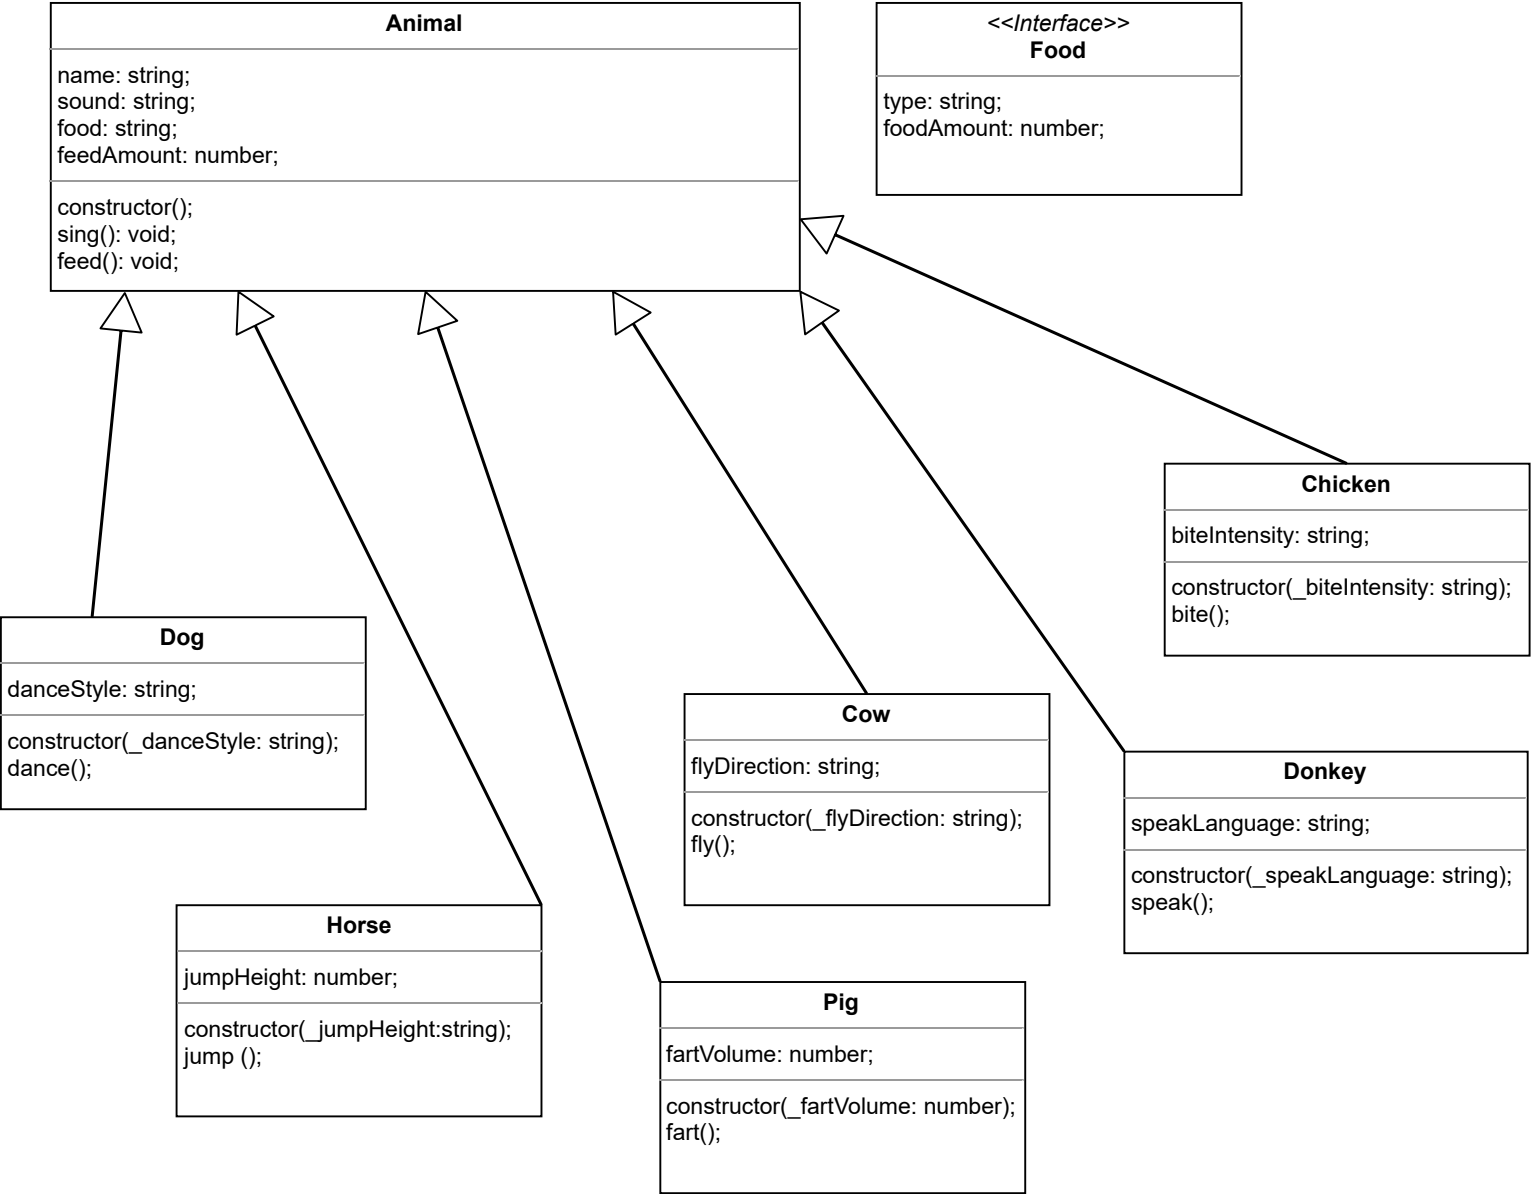 Animal
name: string;
sound: string;
food: string;
feedAmount: number;
constructor();
sing(): void;
feed(): void;
<<Interface>>
Food
type: string;
foodAmount: number;
Chicken
biteIntensity: string;
constructor(_biteIntensity: string);
bite();
Dog
danceStyle: string;
constructor(_danceStyle: string);
dance();
Cow
flyDirection: string;
constructor(_flyDirection: string);
fly();
Donkey
speakLanguage: string;
constructor(_speakLanguage: string);
speak();
Horse
jumpHeight: number;
constructor(_jumpHeight:string);
jump ();
Pig
fartVolume: number;
constructor(_fartVolume: number);
fart();